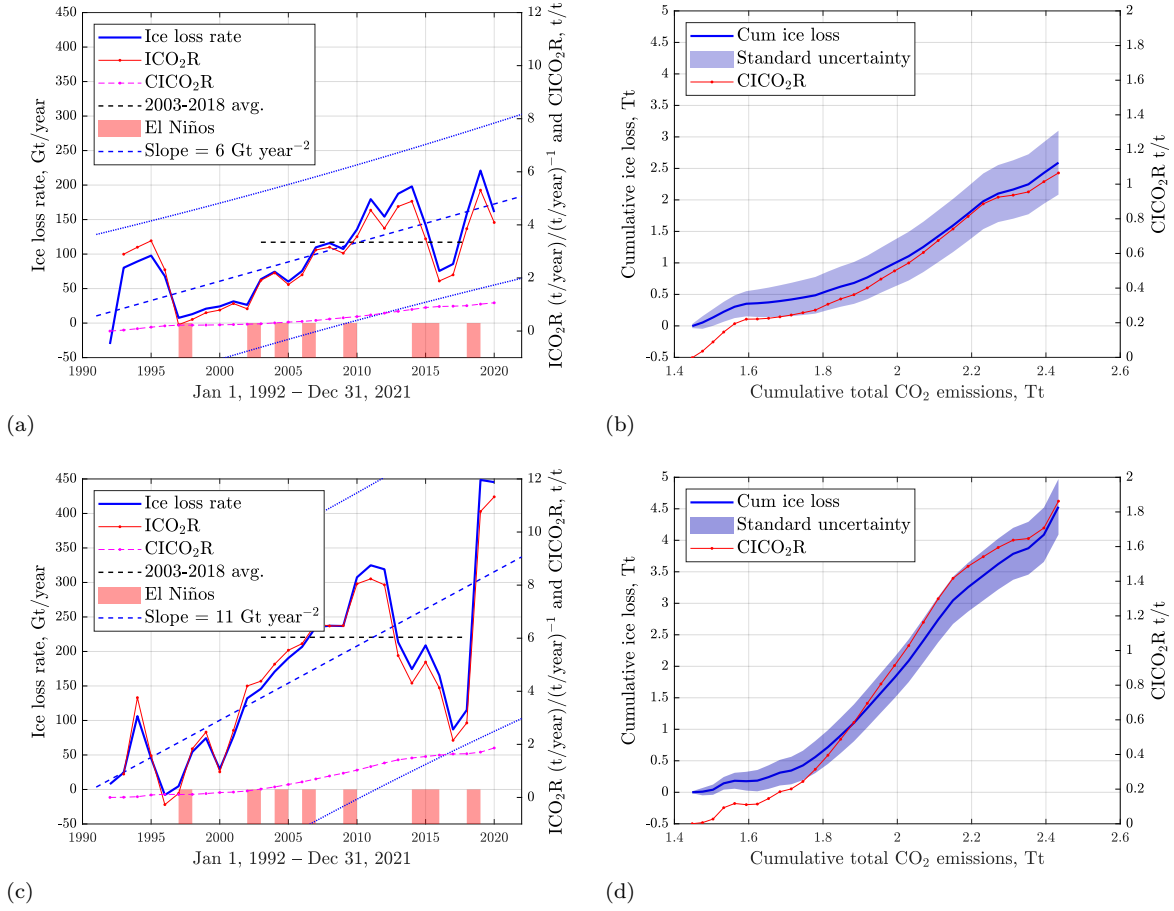 450
400
350
300
250
200
150
100
50
0
-50
Ice loss rate, Gt/year
Ice loss rate
ICO₂R
CICO₂R
2003-2018 avg.
El Niños
Slope = 6 Gt year⁻²
12
10
8
6
4
2
0
ICO₂R (t/year)/(t/year)⁻¹ and CICO₂R, t/t
1990 1995 2000 2005 2010 2015 2020
Jan 1, 1992 – Dec 31, 2021
(a)
5
4.5
4
3.5
3
2.5
2
1.5
1
0.5
0
-0.5
Cumulative ice loss, Tt
Cum ice loss
Standard uncertainty
CICO₂R
2
1.8
1.6
1.4
1.2
1
0.8
0.6
0.4
0.2
0
CICO₂R t/t
1.4 1.6 1.8 2 2.2 2.4 2.6
Cumulative total CO₂ emissions, Tt
(b)
450
400
350
300
250
200
150
100
50
0
-50
Ice loss rate, Gt/year
Ice loss rate
ICO₂R
CICO₂R
2003-2018 avg.
El Niños
Slope = 11 Gt year⁻²
12
10
8
6
4
2
0
ICO₂R (t/year)/(t/year)⁻¹ and CICO₂R, t/t
1990 1995 2000 2005 2010 2015 2020
Jan 1, 1992 – Dec 31, 2021
(c)
5
4.5
4
3.5
3
2.5
2
1.5
1
0.5
0
-0.5
Cumulative ice loss, Tt
Cum ice loss
Standard uncertainty
CICO₂R
2
1.8
1.6
1.4
1.2
1
0.8
0.6
0.4
0.2
0
CICO₂R t/t
1.4 1.6 1.8 2 2.2 2.4 2.6
Cumulative total CO₂ emissions, Tt
(d)